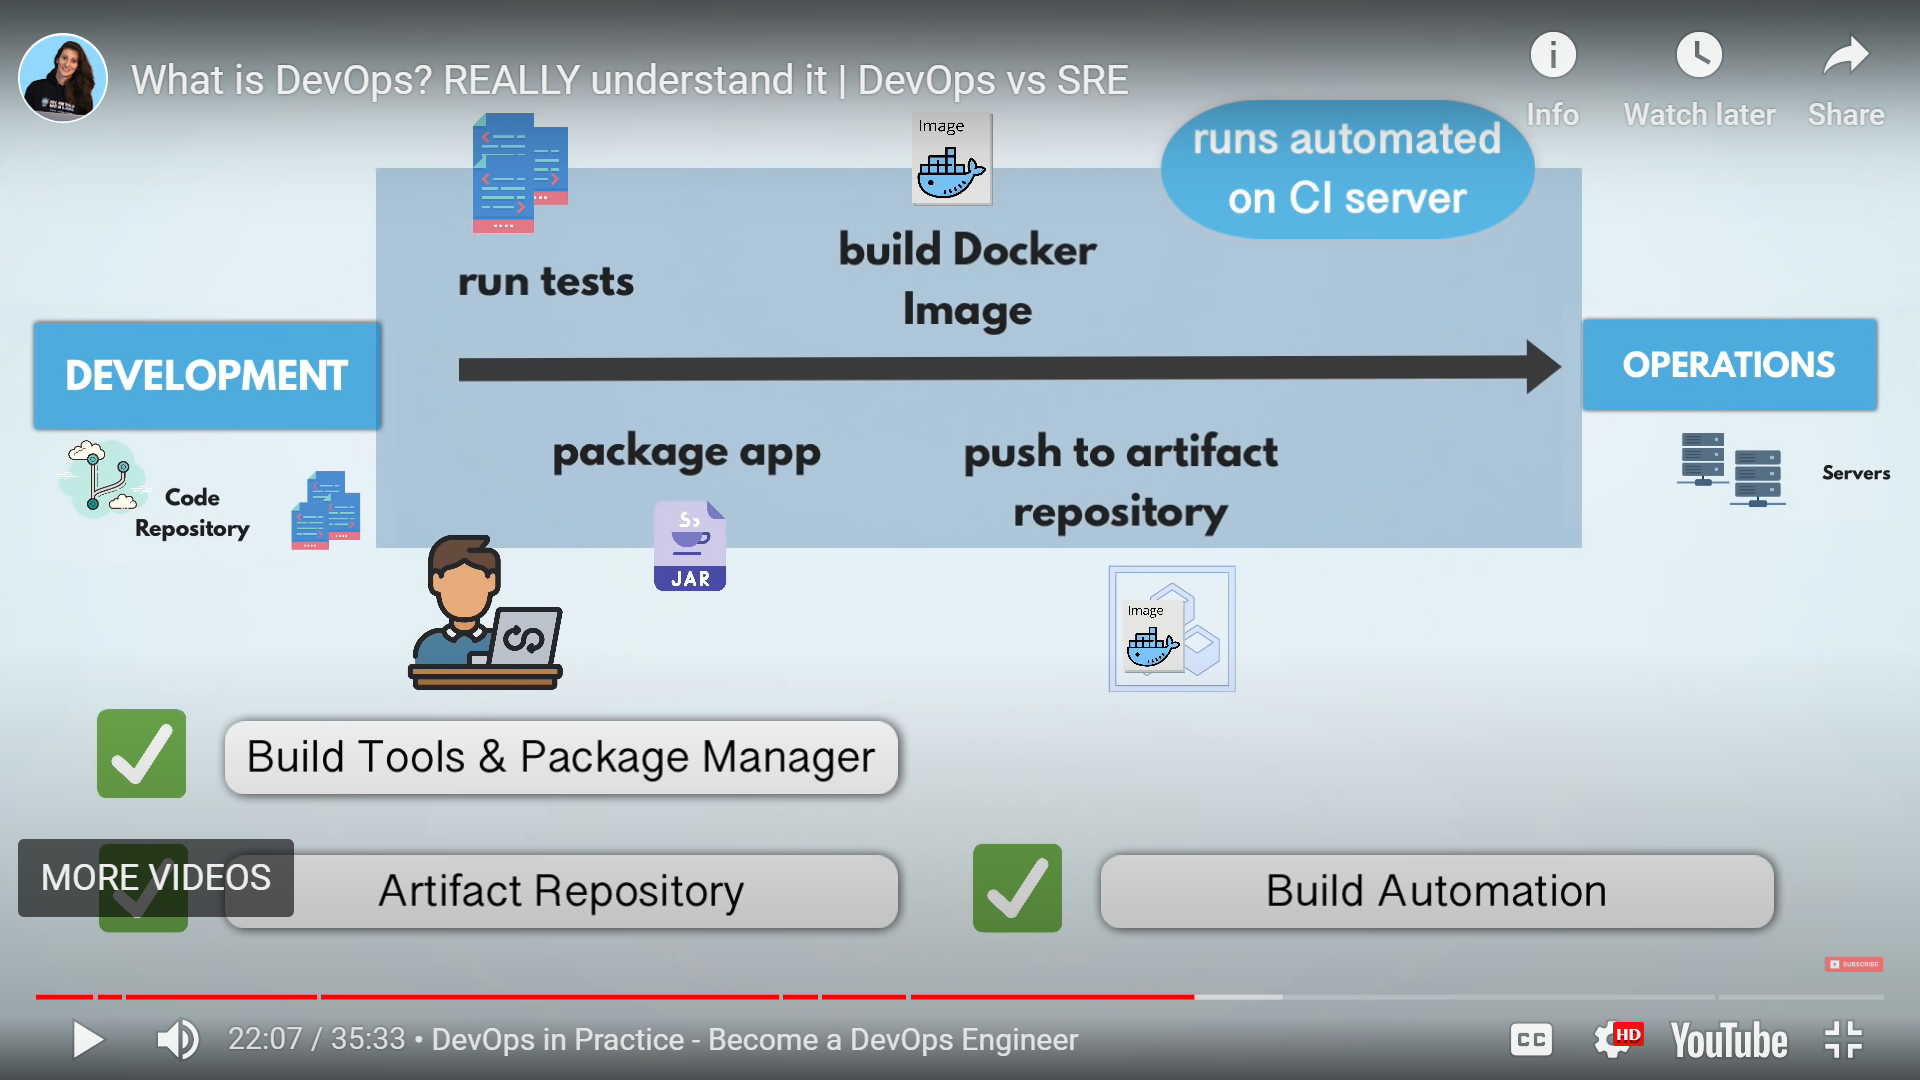 What is DevOps? REALLY understand it | DevOps vs SRE
Info
Watch later
Share
Image
runs automated
on CI server
run tests
build Docker
Image
DEVELOPMENT
OPERATIONS
package app
push to artifact
repository
Code
Repository
Servers
JAR
Image
Build Tools & Package Manager
MORE VIDEOS
Artifact Repository
Build Automation
SUBSCRIBE
22:07 / 35:33 • DevOps in Practice - Become a DevOps Engineer
CC
HD
YouTube